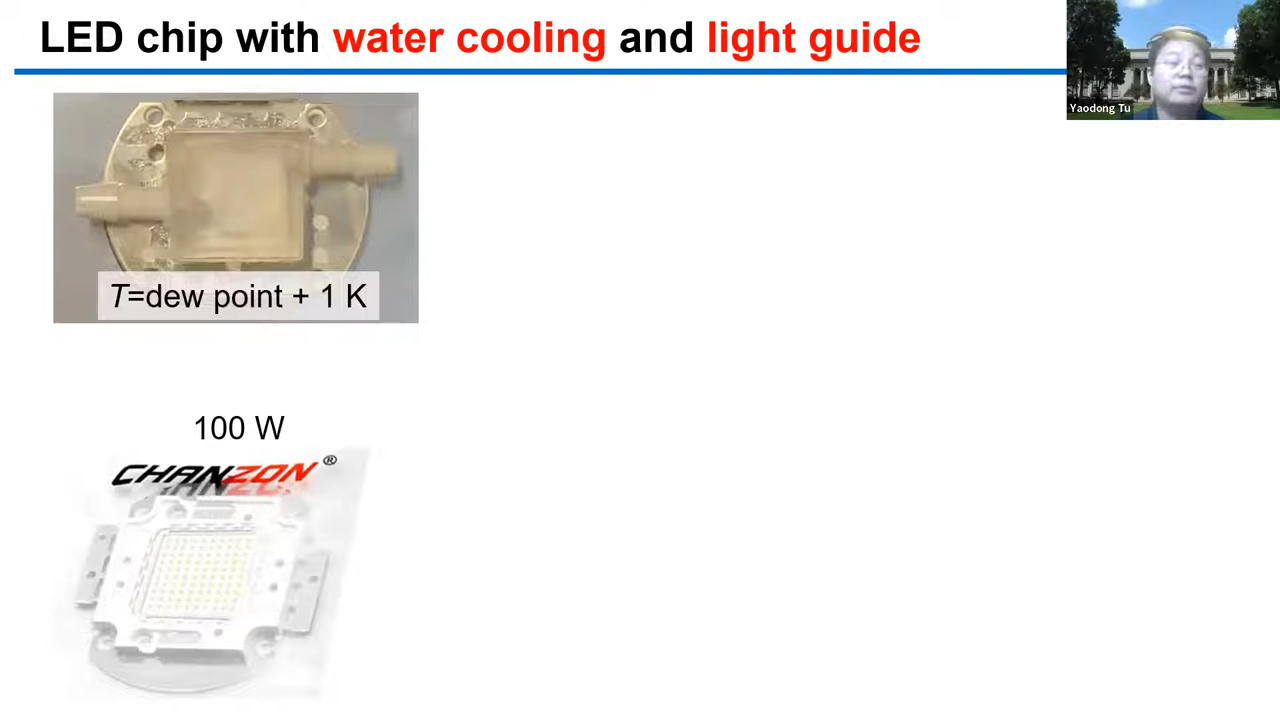 LED chip with water cooling and light guide
Yaodong Tu
T=dew point + 1 K
100 W
CHANZON®